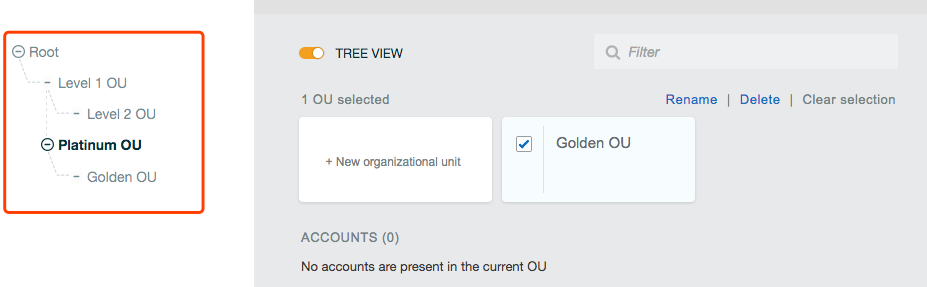 Root
Level 1 OU
Level 2 OU
Platinum OU
Golden OU
TREE VIEW
Filter
1 OU selected
Rename | Delete | Clear selection
+ New organizational unit
Golden OU
ACCOUNTS (0)
No accounts are present in the current OU